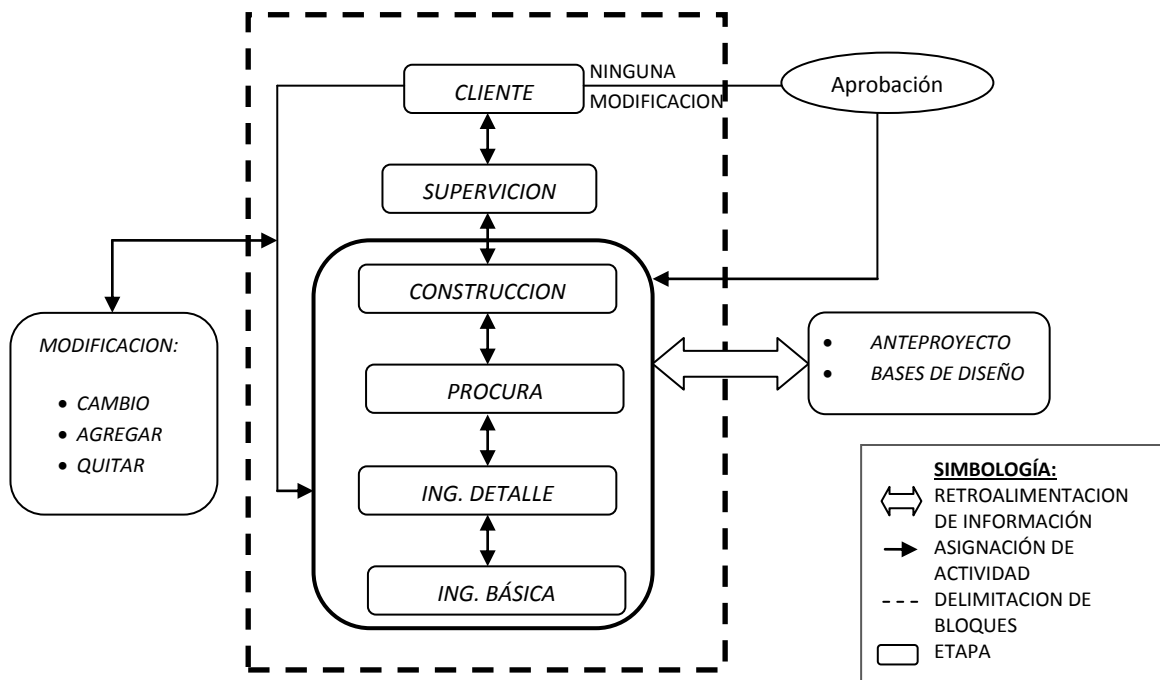 CLIENTE
NINGUNA
MODIFICACION
Aprobación
SUPERVICION
CONSTRUCCION
MODIFICACION:
• CAMBIO
• AGREGAR
• QUITAR
PROCURA
• ANTEPROYECTO
• BASES DE DISEÑO
ING. DETALLE
ING. BÁSICA
SIMBOLOGÍA:
RETROALIMENTACION
DE INFORMACIÓN
ASIGNACIÓN DE
ACTIVIDAD
DELIMITACION DE
BLOQUES
ETAPA